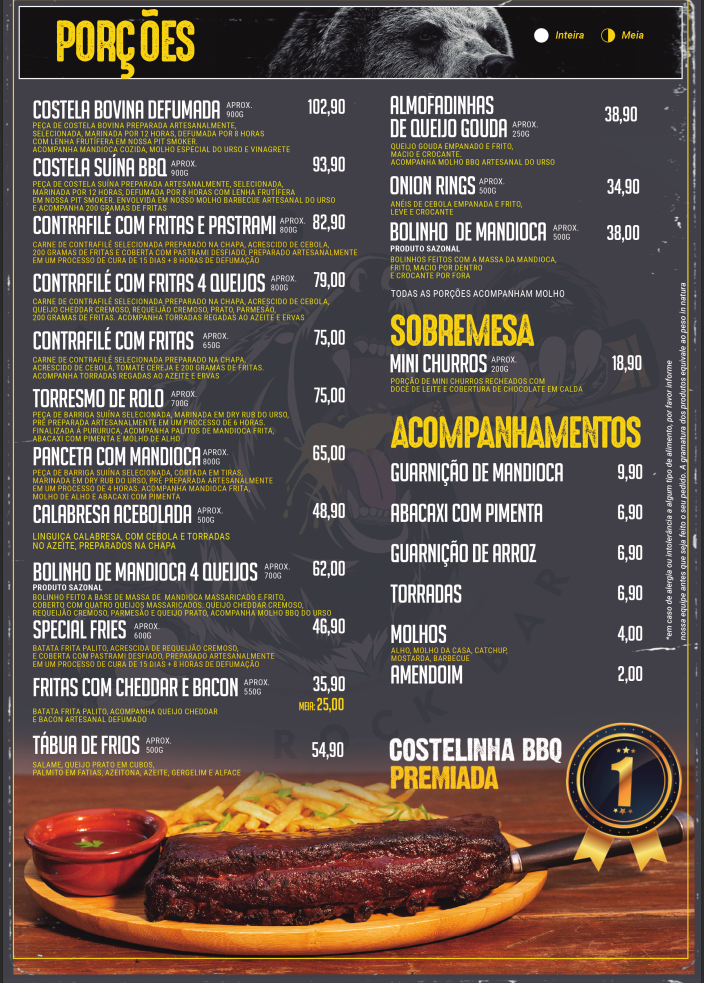 PORÇÕES
Inteira
Meia
COSTELA BOVINA DEFUMADA APROX. 900G 102,90
PEÇA DE COSTELA BOVINA PREPARADA ARTESANALMENTE,
SELECIONADA, MARINADA POR 12 HORAS, DEFUMADA POR 8 HORAS
COM LENHA FRUTÍFERA EM NOSSA PIT SMOKER.
ACOMPANHA MANDIOCA COZIDA, MOLHO ESPECIAL DO URSO E VINAGRETE
COSTELA SUÍNA BBQ APROX. 900G 93,90
PEÇA DE COSTELA SUÍNA PREPARADA ARTESANALMENTE, SELECIONADA,
MARINADA POR 12 HORAS, DEFUMADA POR 8 HORAS COM LENHA FRUTÍFERA
EM NOSSA PIT SMOKER. ENVOLVIDA EM NOSSO MOLHO BARBECUE ARTESANAL DO URSO
E ACOMPANHA 200 GRAMAS DE FRITAS
CONTRAFILÉ COM FRITAS E PASTRAMI APROX. 800G 82,90
CARNE DE CONTRAFILÉ SELECIONADA PREPARADO NA CHAPA, ACRESCIDO DE CEBOLA,
200 GRAMAS DE FRITAS E COBERTA COM PASTRAMI DESFIADO, PREPARADO ARTESANALMENTE
EM UM PROCESSO DE CURA DE 15 DIAS + 8 HORAS DE DEFUMAÇÃO
CONTRAFILÉ COM FRITAS 4 QUEIJOS APROX. 800G 79,00
CARNE DE CONTRAFILÉ SELECIONADA PREPARADO NA CHAPA, ACRESCIDO DE CEBOLA,
QUEIJO CHEDDAR CREMOSO, REQUEIJÃO CREMOSO, PRATO, PARMESÃO,
200 GRAMAS DE FRITAS. ACOMPANHA TORRADAS REGADAS AO AZEITE E ERVAS
CONTRAFILÉ COM FRITAS APROX. 650G 75,00
CARNE DE CONTRAFILÉ SELECIONADA PREPARADO NA CHAPA,
ACRESCIDO DE CEBOLA, TOMATE CEREJA E 200 GRAMAS DE FRITAS.
ACOMPANHA TORRADAS REGADAS AO AZEITE E ERVAS
TORRESMO DE ROLO APROX. 700G 75,00
PEÇA DE BARRIGA SUÍINA SELECIONADA, MARINADA EM DRY RUB DO URSO,
PRÉ PREPARADA ARTESANALMENTE EM UM PROCESSO DE 6 HORAS.
FINALIZADA Á PURURUCA, ACOMPANHA PALITOS DE MANDIOCA FRITA,
ABACAXI COM PIMENTA E MOLHO DE ALHO
PANCETA COM MANDIOCA APROX. 800G 65,00
PEÇA DE BARRIGA SUÍINA SELECIONADA, CORTADA EM TIRAS,
MARINADA EM DRY RUB DO URSO, PRÉ PREPARADA ARTESANALMENTE
EM UM PROCESSO DE 4 HORAS. ACOMPANHA MANDIOCA FRITA,
MOLHO DE ALHO E ABACAXI COM PIMENTA
CALABRESA ACEBOLADA APROX. 500G 48,90
LINGUIÇA CALABRESA, COM CEBOLA E TORRADAS
NO AZEITE, PREPARADOS NA CHAPA
BOLINHO DE MANDIOCA 4 QUEIJOS APROX. 700G 62,00
PRODUTO SAZONAL
BOLINHO FEITO A BASE DE MASSA DE MANDIOCA MASSARICADO E FRITO,
COBERTO COM QUATRO QUEIJOS MASSARICADOS: QUEIJO CHEDDAR CREMOSO,
REQUEIJÃO CREMOSO, PARMESÃO E QUEIJO PRATO, ACOMPANHA MOLHO BBQ DO URSO
SPECIAL FRIES APROX. 600G 46,90
BATATA FRITA PALITO, ACRESCIDA DE REQUEIJÃO CREMOSO,
E COBERTA COM PASTRAMI DESFIADO, PREPARADO ARTESANALMENTE
EM UM PROCESSO DE CURA DE 15 DIAS + 8 HORAS DE DEFUMAÇÃO
FRITAS COM CHEDDAR E BACON APROX. 550G 35,90
MEIA: 25,00
BATATA FRITA PALITO, ACOMPANHA QUEIJO CHEDDAR
E BACON ARTESANAL DEFUMADO
TÁBUA DE FRIOS APROX. 500G 54,90
SALAME, QUEIJO PRATO EM CUBOS,
PALMITO EM FATIAS, AZEITONA, AZEITE, GERGELIM E ALFACE
ALMOFADINHAS
DE QUEIJO GOUDA APROX. 250G 38,90
QUEIJO GOUDA EMPANADO E FRITO,
MACIO E CROCANTE.
ACOMPANHA MOLHO BBQ ARTESANAL DO URSO
ONION RINGS APROX. 500G 34,90
ANÉIS DE CEBOLA EMPANADA E FRITA,
LEVE E CROCANTE
BOLINHO DE MANDIOCA APROX. 500G 38,00
PRODUTO SAZONAL
BOLINHOS FEITOS COM A MASSA DA MANDIOCA,
FRITO, MACIO POR DENTRO
E CROCANTE POR FORA
TODAS AS PORÇÕES ACOMPANHAM MOLHO
SOBREMESA
MINI CHURROS APROX. 200G 18,90
PORÇÃO DE MINI CHURROS RECHEADOS COM
DOCE DE LEITE E COBERTURA DE CHOCOLATE EM CALDA
ACOMPANHAMENTOS
GUARNIÇÃO DE MANDIOCA 9,90
ABACAXI COM PIMENTA 6,90
GUARNIÇÃO DE ARROZ 6,90
TORRADAS 6,90
MOLHOS 4,00
ALHO, MOLHO DA CASA, CATCHUP,
MOSTARDA, BARBECUE
AMENDOIM 2,00
*em caso de alergia ou intolerância a algum tipo de alimento, por favor informe
nossa equipe antes que seja feito o seu pedido. A gramatura dos produtos equivale ao peso in natura
ROCK BAR
COSTELINHA BBQ
PREMIADA
1